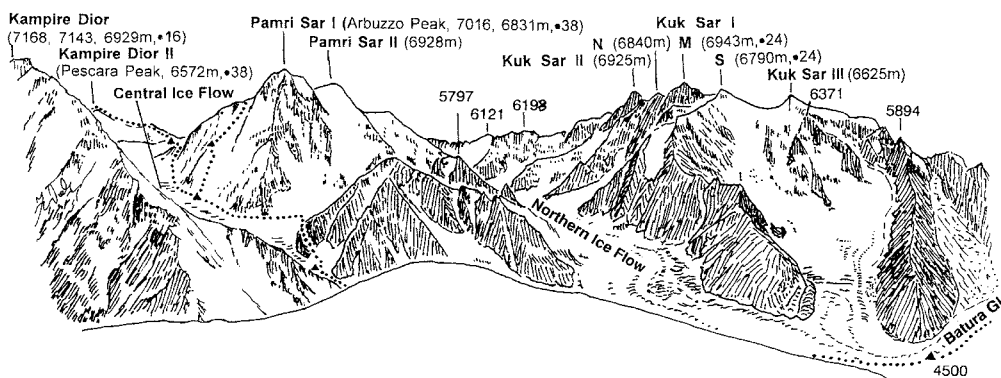 Kampire Dior
(7168, 7143, 6929m,•16)
Kampire Dior II
(Pescara Peak, 6572m,•38)
Central Ice Flow
Pamri Sar I (Arbuzzo Peak, 7016, 6831m,•38)
Pamri Sar II (6928m)
Kuk Sar I
N (6840m) M (6943m,•24)
Kuk Sar II (6925m) S (6790m,•24)
Kuk Sar III (6625m)
5797
6121
6371
5894
Northern Ice Flow
Batura Gl
4500